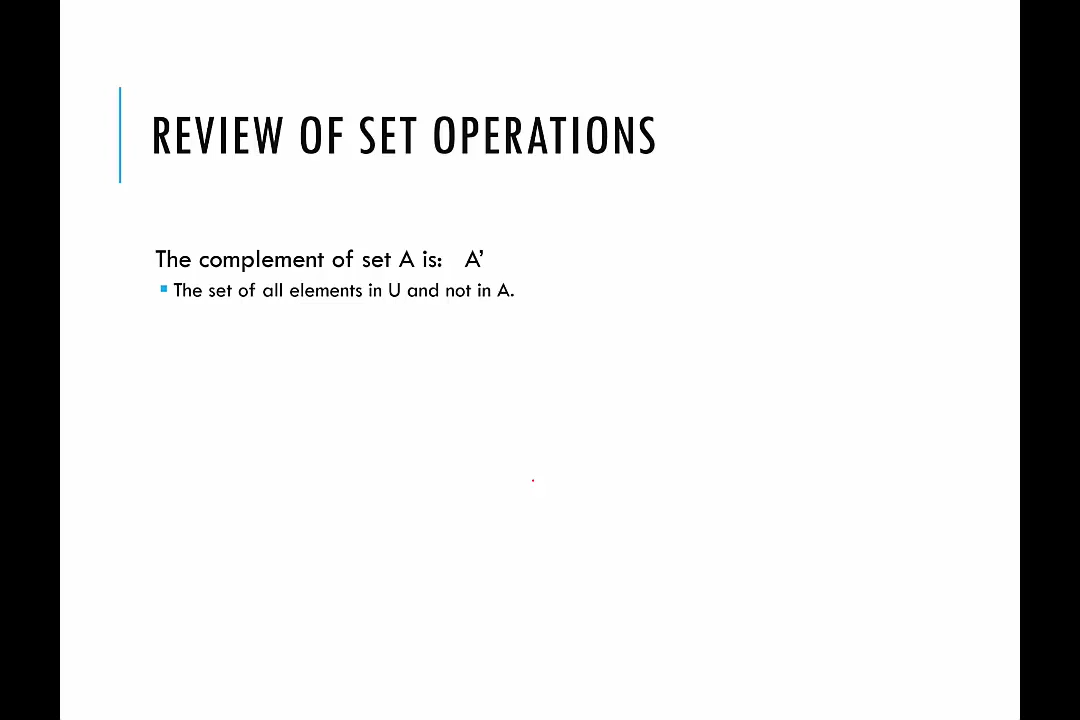 REVIEW OF SET OPERATIONS
The complement of set A is: A’
The set of all elements in U and not in A.